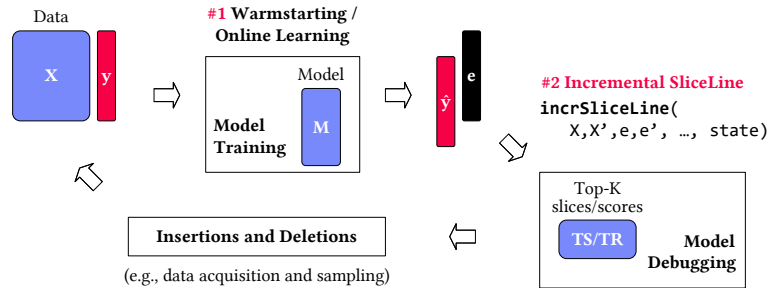 Data
X
y
#1 Warmstarting /
Online Learning
Model
Model
Training
M
ŷ
e
#2 Incremental SliceLine
incrSliceLine(
X,X’,e,e’, …, state)
Top-K
slices/scores
TS/TR
Model
Debugging
Insertions and Deletions
(e.g., data acquisition and sampling)